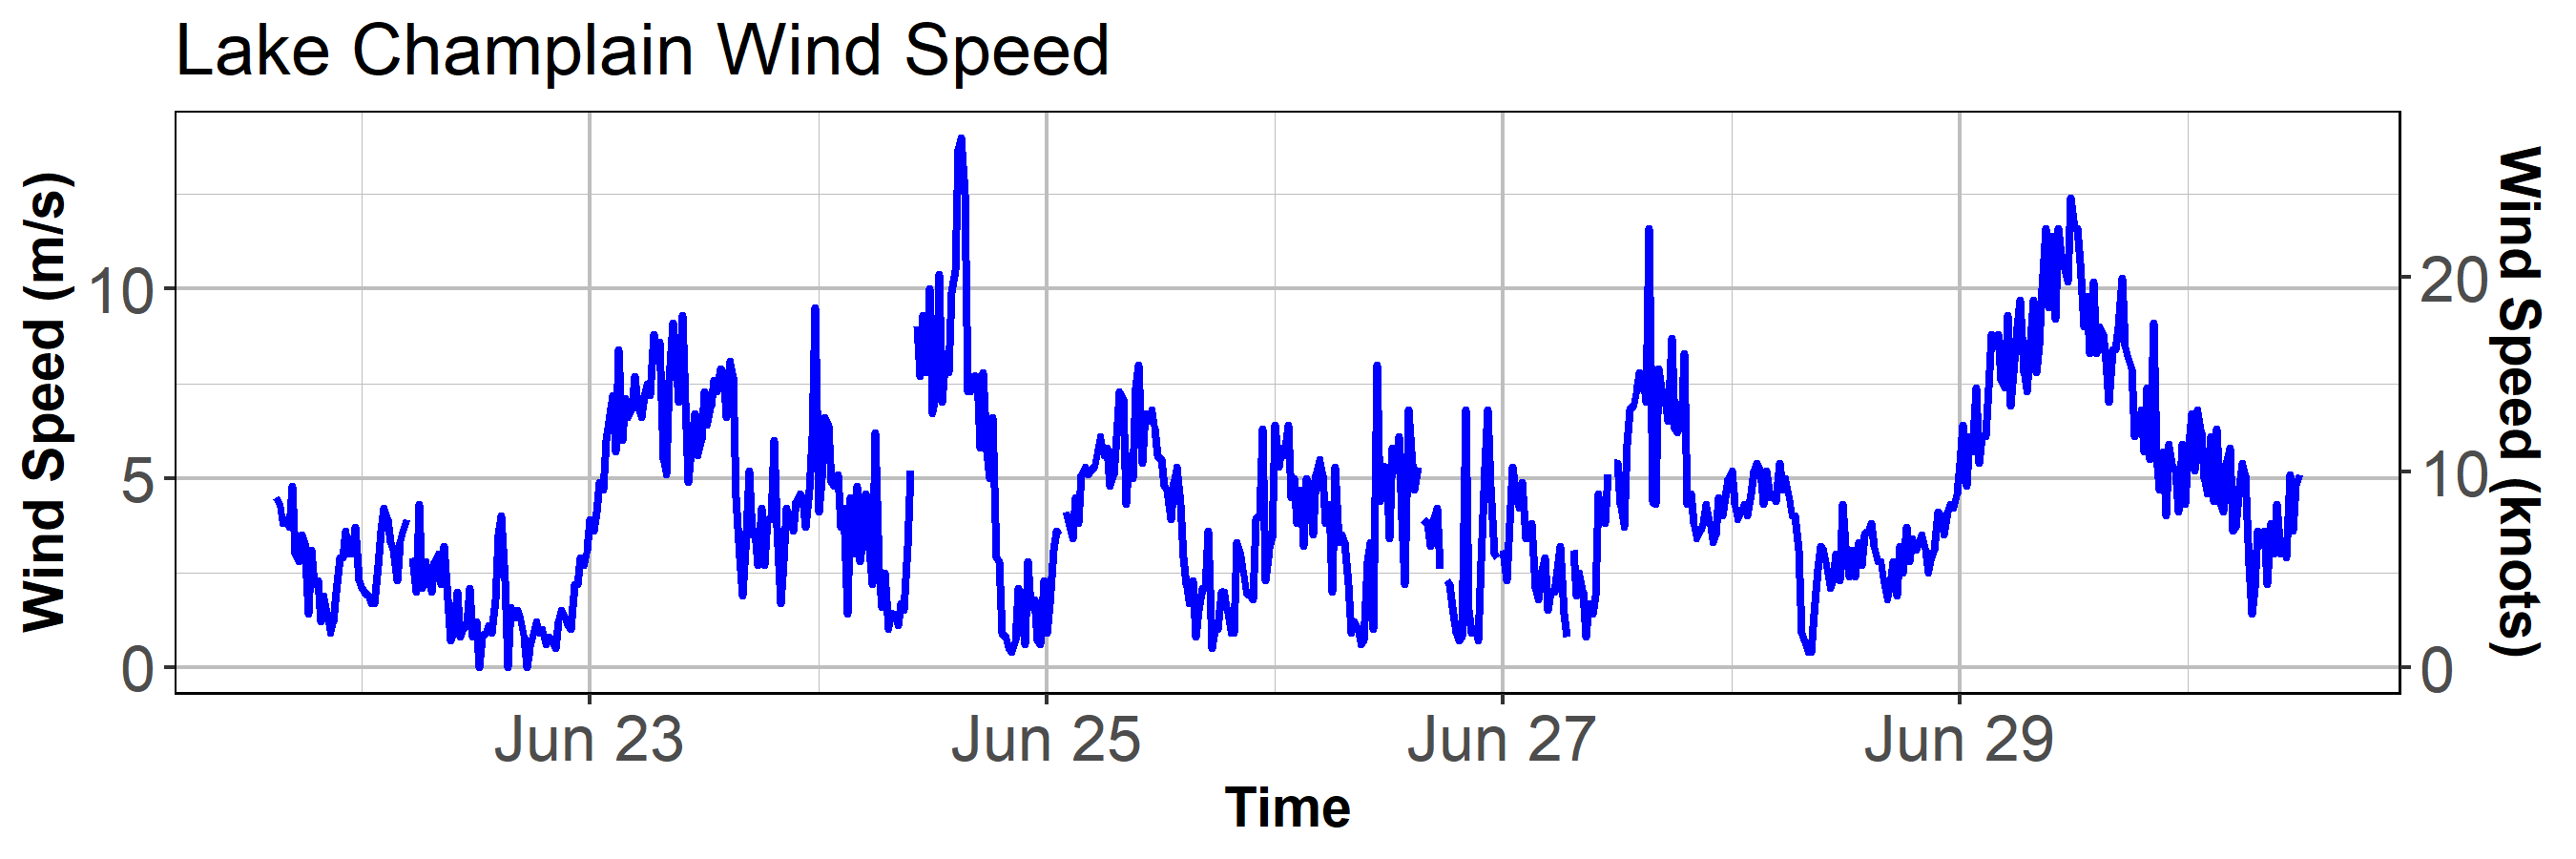 Lake Champlain Wind Speed
Wind Speed (m/s)
10
5
0
20
10
0
Wind Speed (knots)
Jun 23
Jun 25
Jun 27
Jun 29
Time